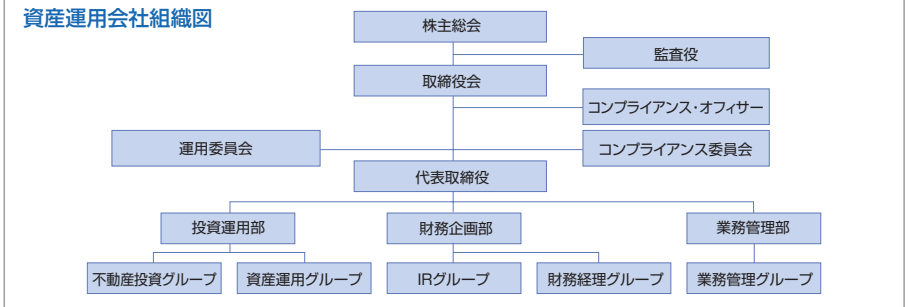 資産運用会社組織図
株主総会
監査役
取締役会
コンプライアンス・オフィサー
運用委員会
コンプライアンス委員会
代表取締役
投資運用部
財務企画部
業務管理部
不動産投資グループ
資産運用グループ
IRグループ
財務経理グループ
業務管理グループ